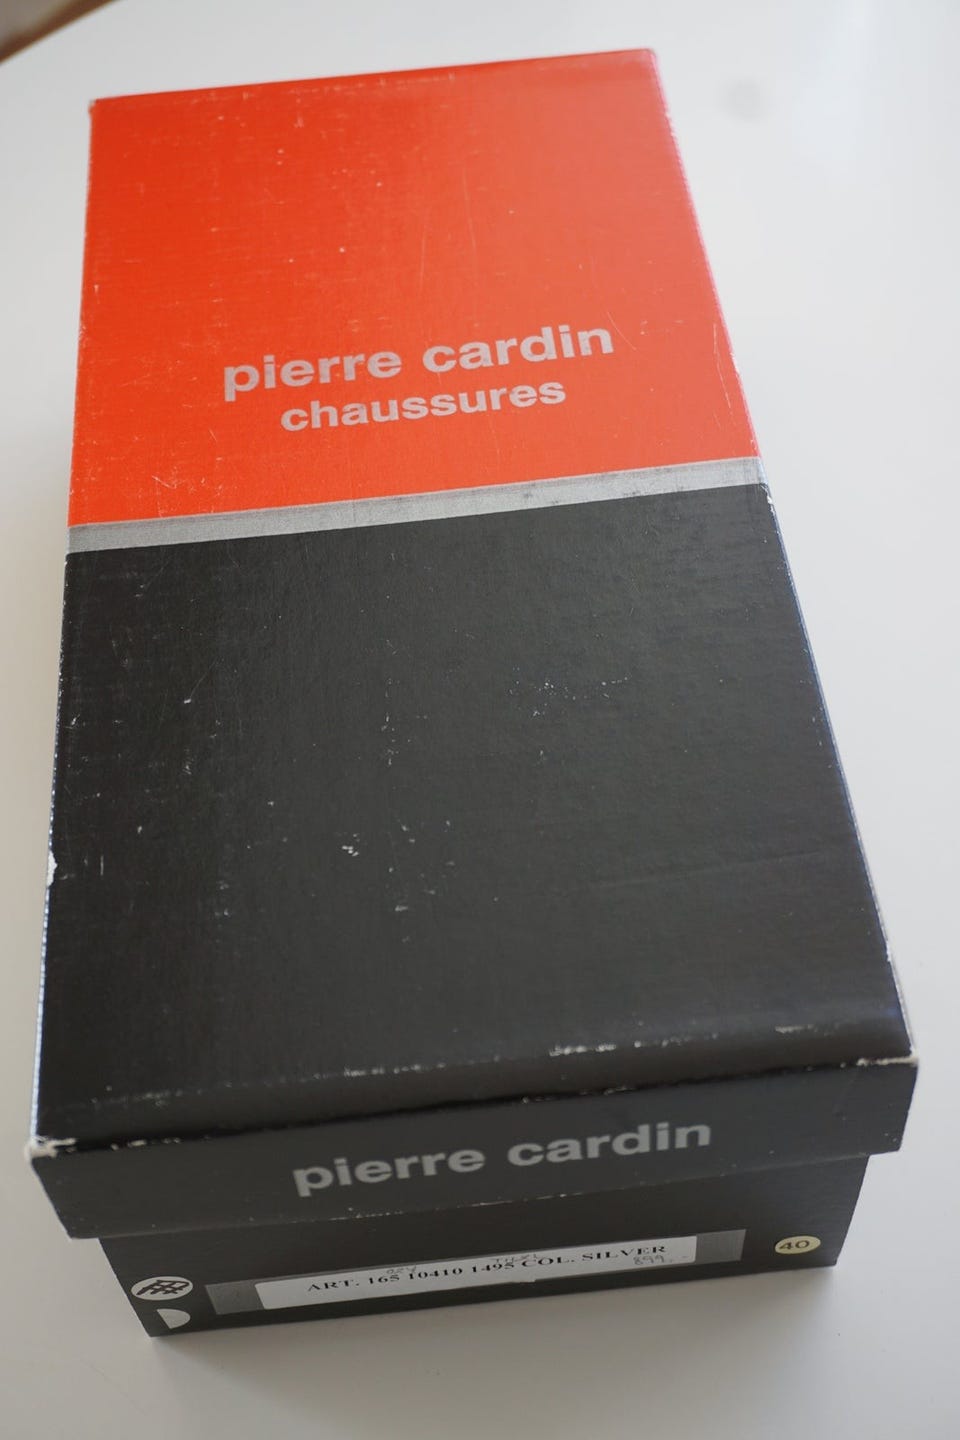 pierre cardin
chaussures
pierre cardin
ART. 165 10410 1495 COL. SILVER
40